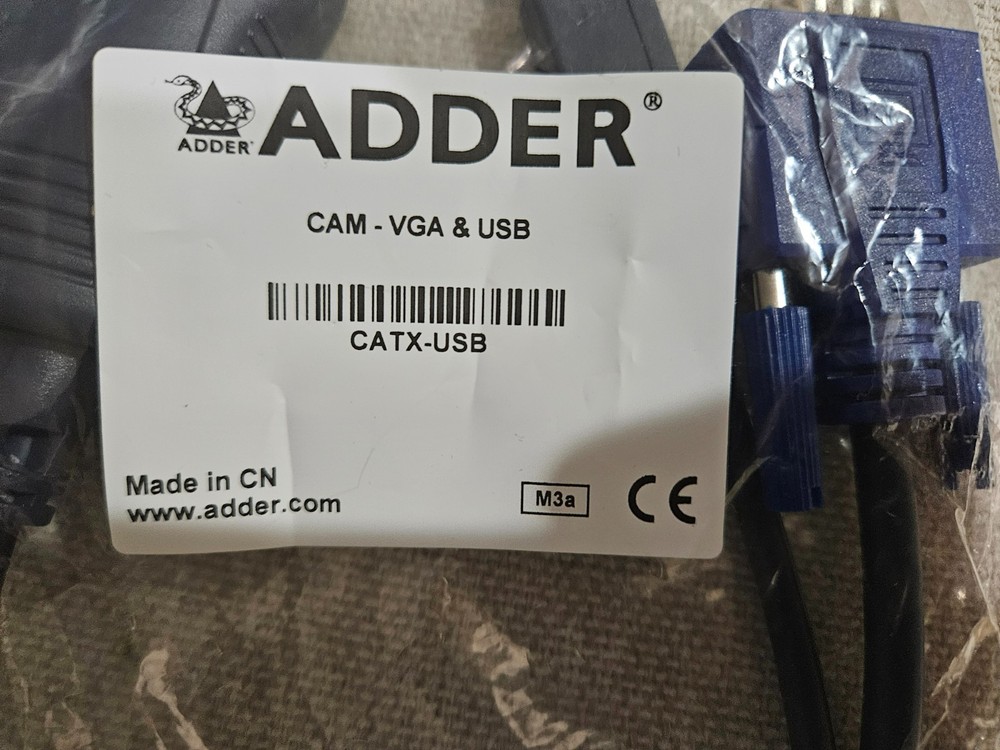 ADDER®
ADDER®
CAM - VGA & USB
CATX-USB
Made in CN
www.adder.com
M3a
CE